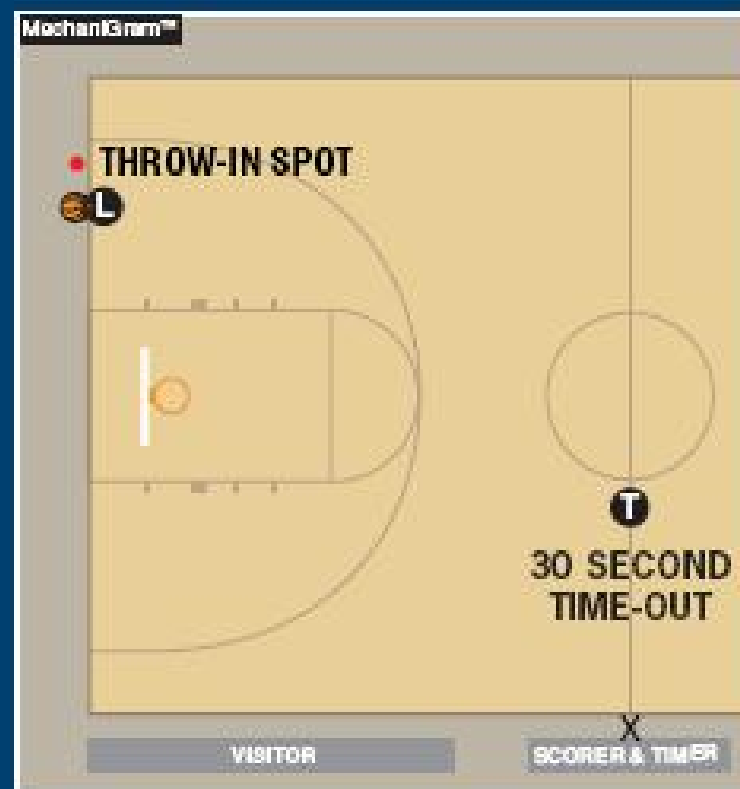 MechaniGram™
THROW-IN SPOT
L
T
30 SECOND
TIME-OUT
X
VISITOR
SCORER & TIMER